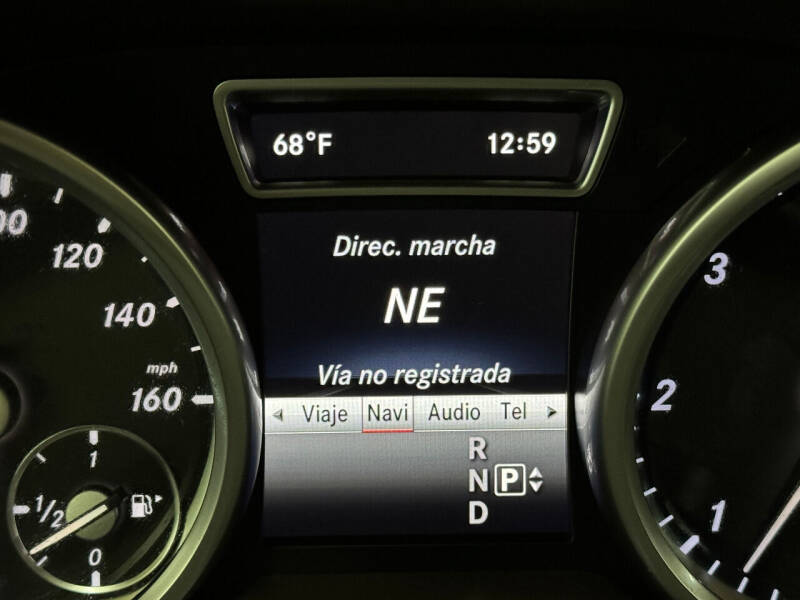 68°F 12:59
Direc. marcha
NE
Vía no registrada
Viaje Navi Audio Tel
R
N P
D
120
140
mph
160
1
1/2
0
3
2
1